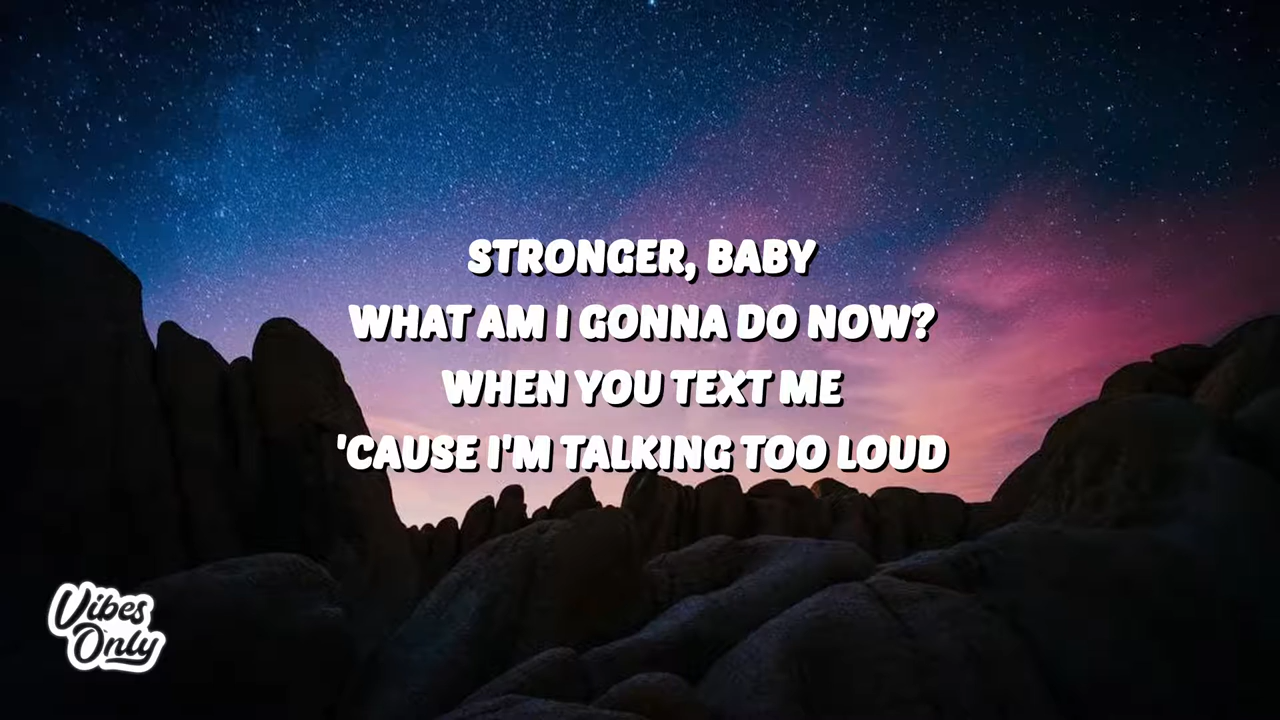 STRONGER, BABY
WHAT AM I GONNA DO NOW?
WHEN YOU TEXT ME
'CAUSE I'M TALKING TOO LOUD
Vibes
Only